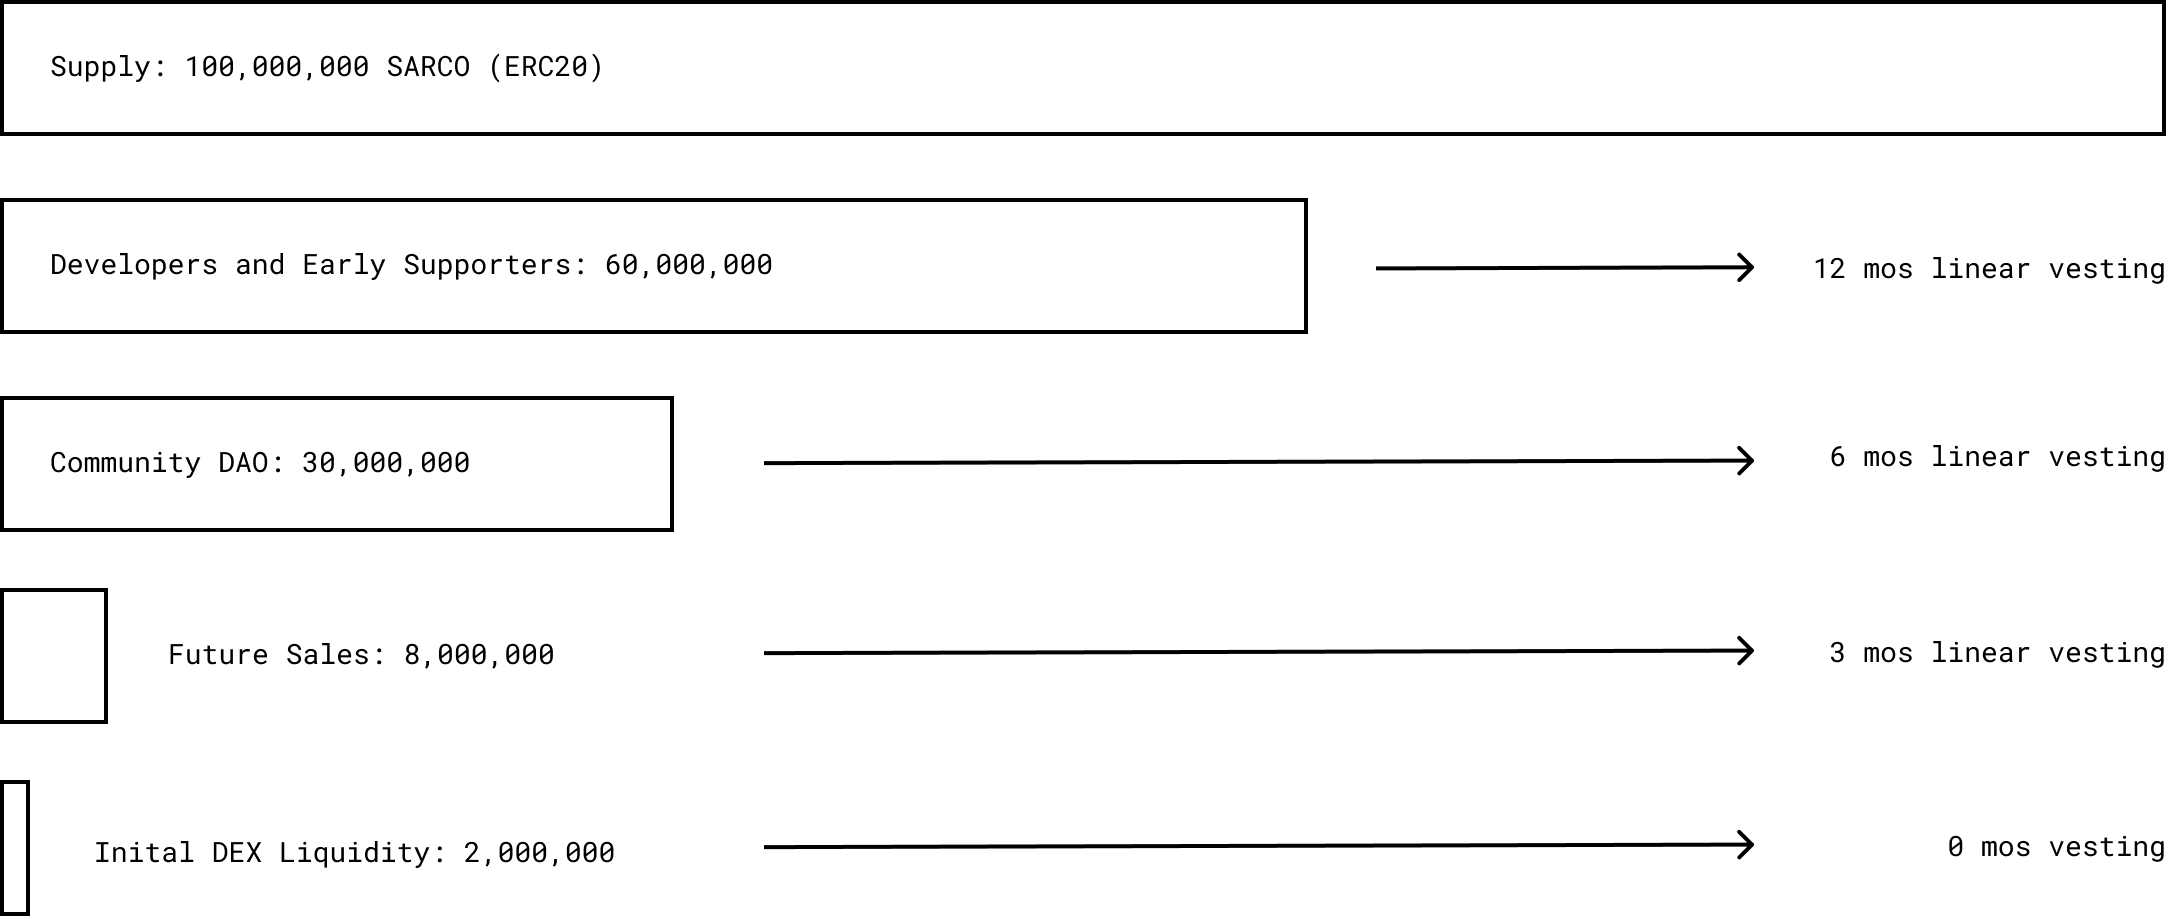 Supply: 100,000,000 SARCO (ERC20)
Developers and Early Supporters: 60,000,000
12 mos linear vesting
Community DAO: 30,000,000
6 mos linear vesting
Future Sales: 8,000,000
3 mos linear vesting
Inital DEX Liquidity: 2,000,000
0 mos vesting